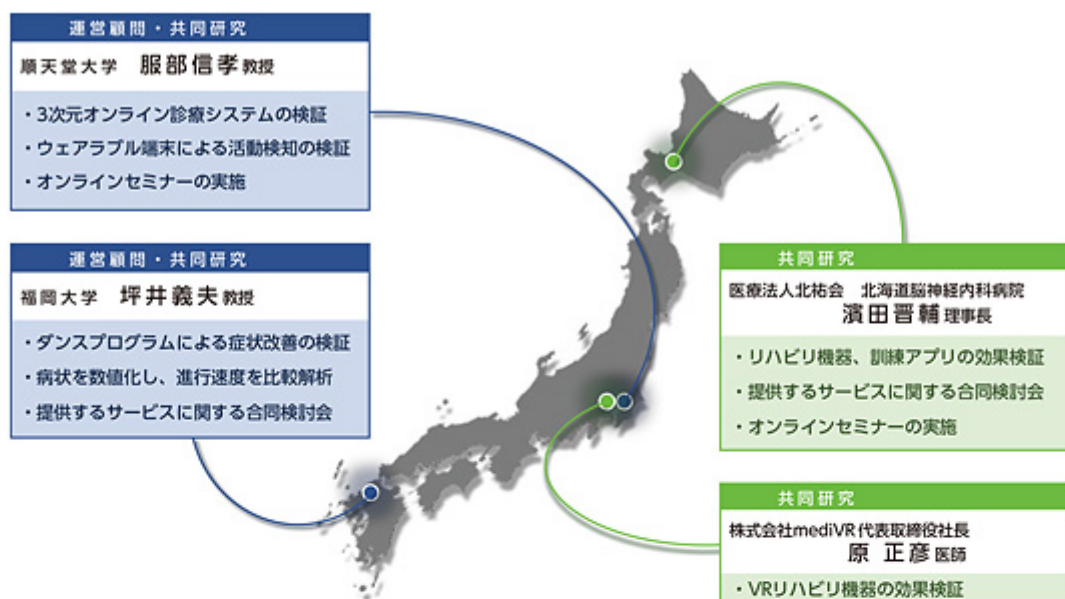 運営顧問・共同研究
順天堂大学 服部信孝教授
・3次元オンライン診療システムの検証
・ウェアラブル端末による活動検知の検証
・オンラインセミナーの実施
運営顧問・共同研究
福岡大学 坪井義夫教授
・ダンスプログラムによる症状改善の検証
・病状を数値化し、進行速度を比較解析
・提供するサービスに関する合同検討会
共同研究
医療法人北祐会 北海道脳神経内科病院
濱田晋輔理事長
・リハビリ機器、訓練アプリの効果検証
・提供するサービスに関する合同検討会
・オンラインセミナーの実施
共同研究
株式会社mediVR代表取締役社長
原 正彦医師
・VRリハビリ機器の効果検証